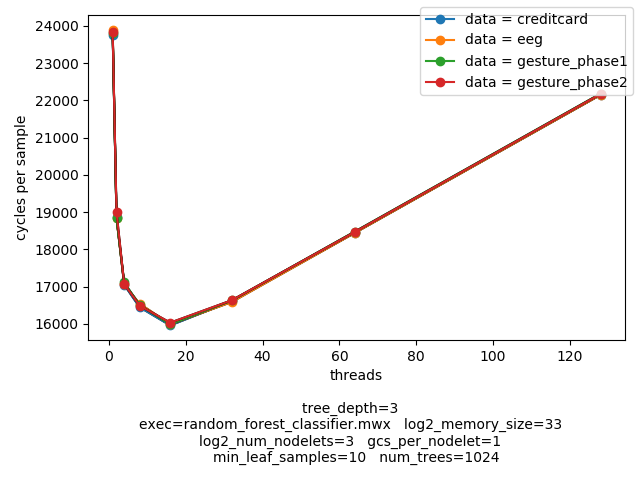 data = creditcard
data = eeg
data = gesture_phase1
data = gesture_phase2
24000
23000
22000
21000
20000
19000
18000
17000
16000
cycles per sample
0 20 40 60 80 100 120
threads
tree_depth=3
exec=random_forest_classifier.mwx log2_memory_size=33
log2_num_nodelets=3 gcs_per_nodelet=1
min_leaf_samples=10 num_trees=1024